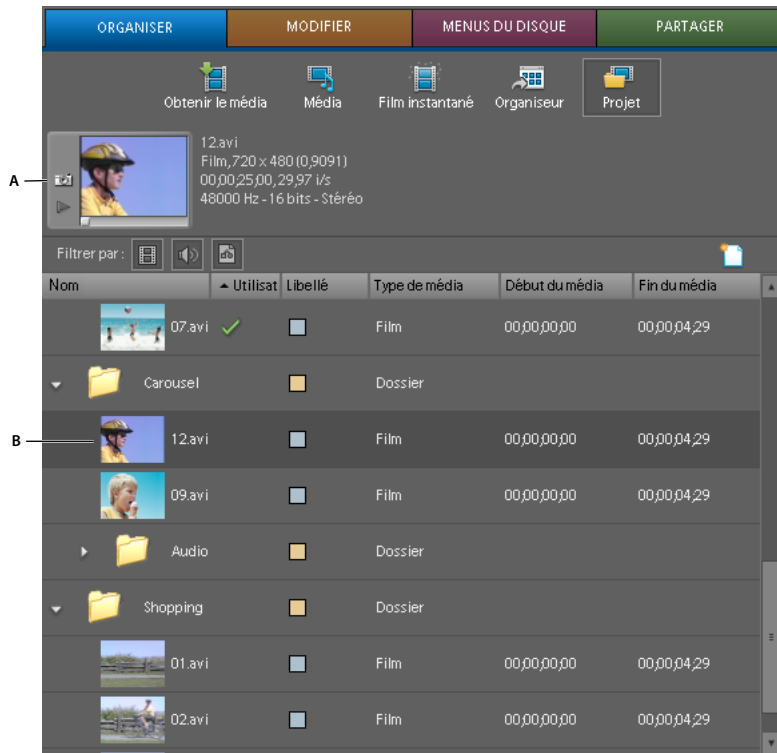 ORGANISER MODIFIER MENUS DU DISQUE PARTAGER
Obtenir le média Média Film instantané Organiseur Projet
A
12.avi
Film, 720 x 480 (0,9091)
00;00;25;00, 29,97 i/s
48000 Hz - 16 bits - Stéréo
Filtrer par :
Nom Utilisat Libellé Type de média Début du média Fin du média
07.avi Film 00;00;00;00 00;00;04;29
Carousel Dossier
B
12.avi Film 00;00;00;00 00;00;04;29
09.avi Film 00;00;00;00 00;00;04;29
Audio Dossier
Shopping Dossier
01.avi Film 00;00;00;00 00;00;04;29
02.avi Film 00;00;00;00 00;00;04;29